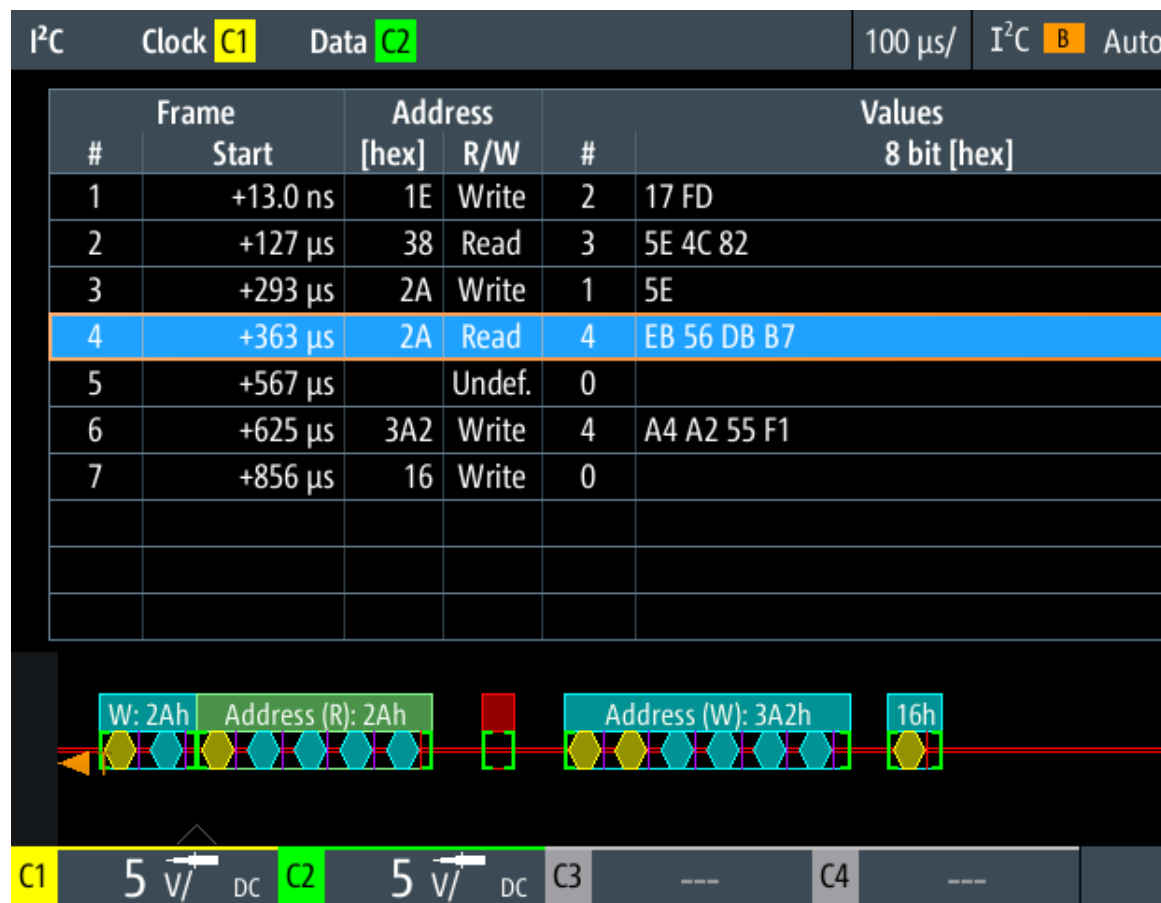 I²C Clock C1 Data C2 100 µs/ I²C B Auto
Frame Address Values
# Start [hex] R/W # 8 bit [hex]
1 +13.0 ns 1E Write 2 17 FD
2 +127 µs 38 Read 3 5E 4C 82
3 +293 µs 2A Write 1 5E
4 +363 µs 2A Read 4 EB 56 DB B7
5 +567 µs Undef. 0
6 +625 µs 3A2 Write 4 A4 A2 55 F1
7 +856 µs 16 Write 0
W: 2Ah Address (R): 2Ah Address (W): 3A2h 16h
C1 5 V/ DC C2 5 V/ DC C3 --- C4 ---